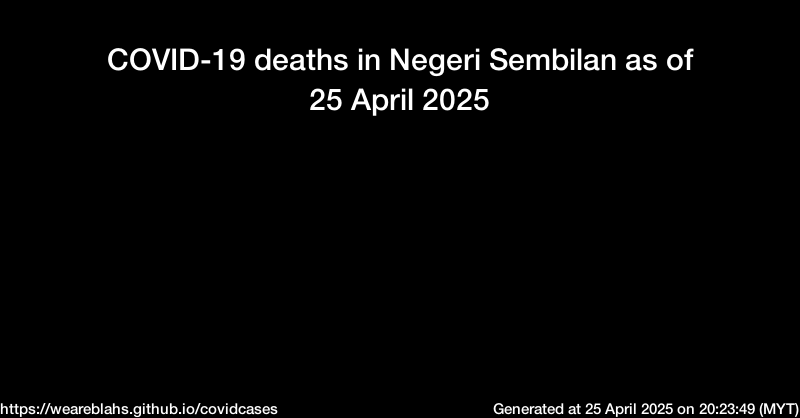 COVID-19 deaths in Negeri Sembilan as of
25 April 2025
https://weareblahs.github.io/covidcases
Generated at 25 April 2025 on 20:23:49 (MYT)